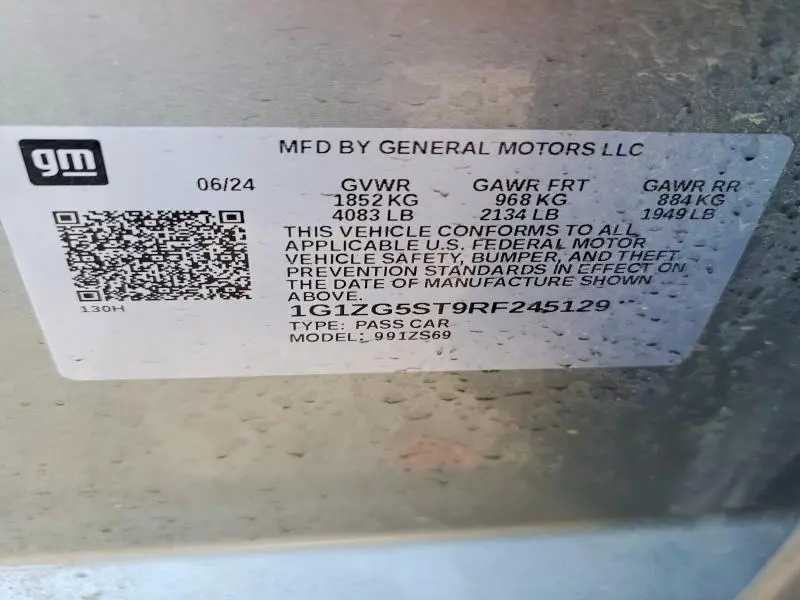 gm
MFD BY GENERAL MOTORS LLC
06/24 GVWR GAWR FRT GAWR RR
1852 KG 968 KG 884 KG
4083 LB 2134 LB 1949 LB
THIS VEHICLE CONFORMS TO ALL
APPLICABLE U.S. FEDERAL MOTOR
VEHICLE SAFETY, BUMPER, AND THEFT
PREVENTION STANDARDS IN EFFECT ON
THE DATE OF MANUFACTURE SHOWN
ABOVE.
130H
1G1ZG5ST9RF245129
TYPE: PASS CAR
MODEL: 991ZS69